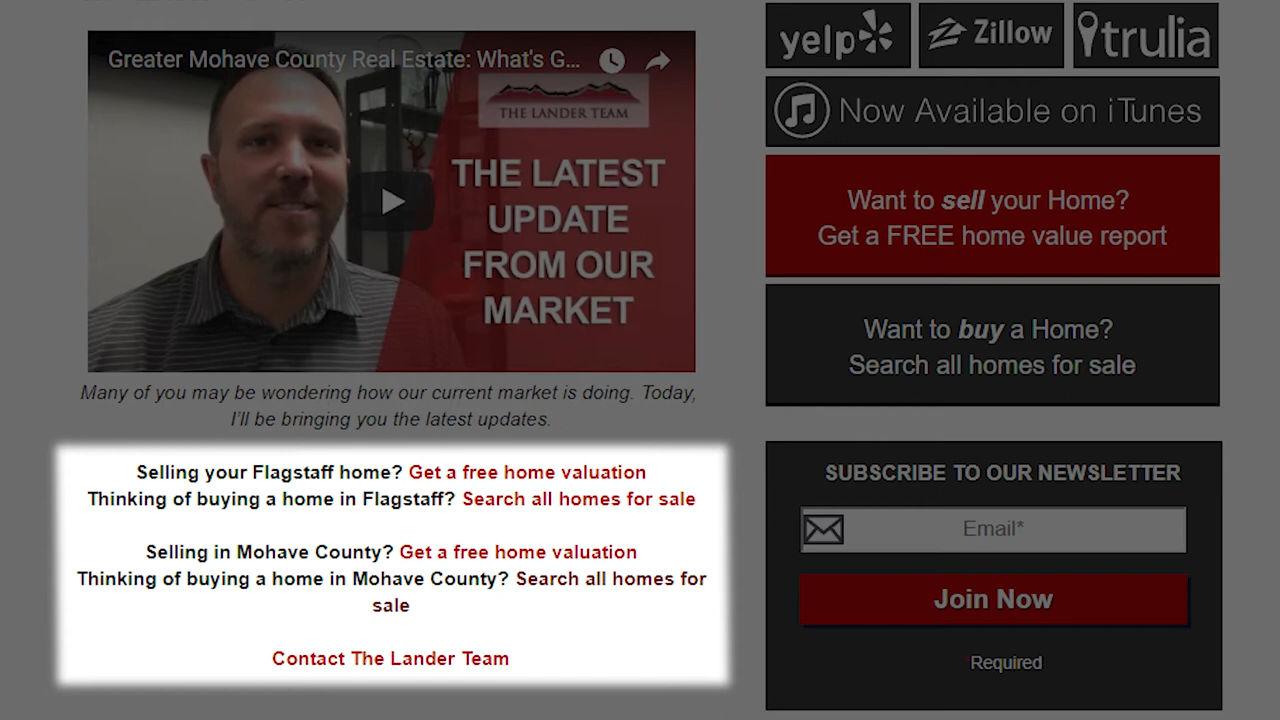 Greater Mohave County Real Estate: What's G...
THE LANDER TEAM
THE LATEST
UPDATE
FROM OUR
MARKET
Many of you may be wondering how our current market is doing. Today,
I'll be bringing you the latest updates.
Selling your Flagstaff home? Get a free home valuation
Thinking of buying a home in Flagstaff? Search all homes for sale
Selling in Mohave County? Get a free home valuation
Thinking of buying a home in Mohave County? Search all homes for
sale
Contact The Lander Team
yelp
Zillow
trulia
Now Available on iTunes
Want to sell your Home?
Get a FREE home value report
Want to buy a Home?
Search all homes for sale
SUBSCRIBE TO OUR NEWSLETTER
Email*
Join Now
*Required